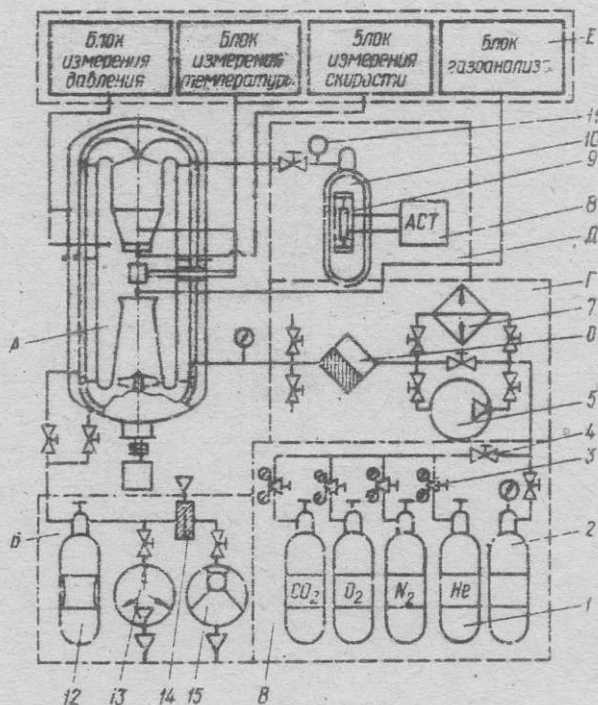 Блок
измерения
давления
Блок
измерения
температуры
Блок
измерения
скорости
Блок
газоанализа
Е
11
10
9
АСТ
8
Д
Г
7
А
6
5
4
3
Б
2
CO2
O2
N2
He
1
12
13
14
15
В